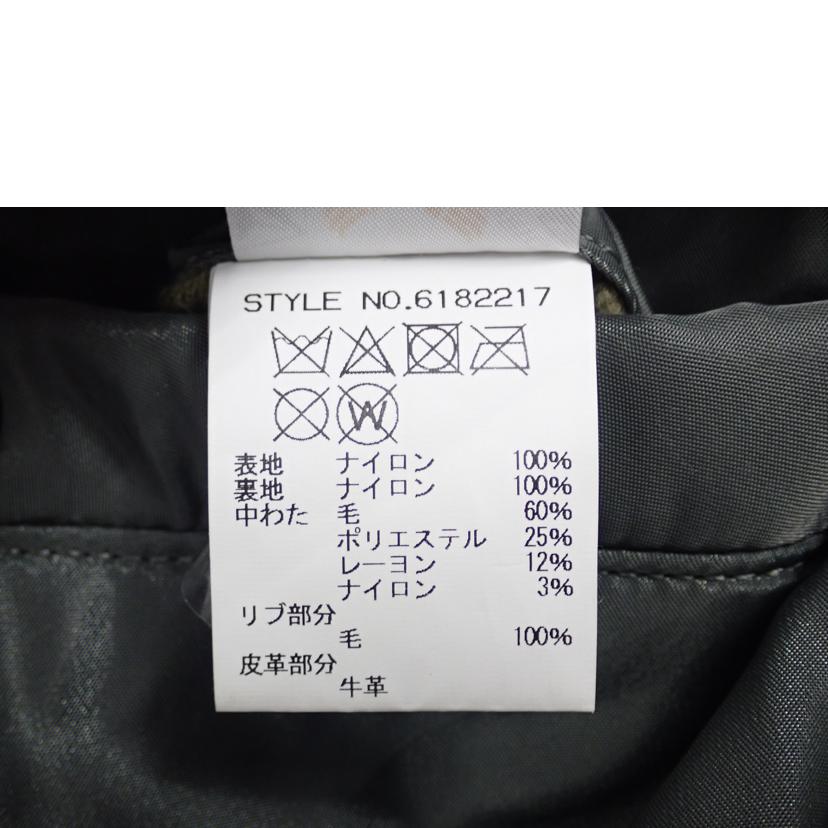 STYLE NO.6182217
W
表地 ナイロン 100%
裏地 ナイロン 100%
中わた 毛 60%
ポリエステル 25%
レーヨン 12%
ナイロン 3%
リブ部分
毛 100%
皮革部分
牛革